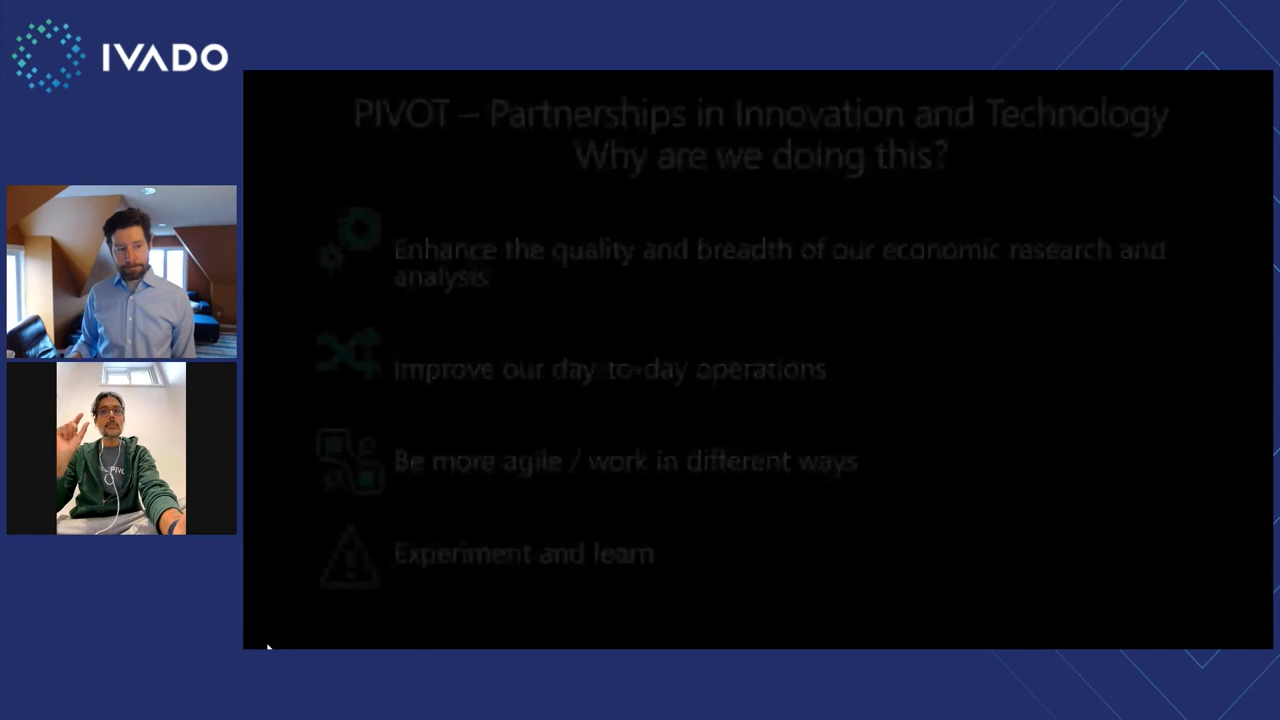 IVADO
PIVOT – Partnerships in Innovation and Technology
Why are we doing this?
Enhance the quality and breadth of our economic research and
analysis
Improve our day-to-day operations
Be more agile / work in different ways
Experiment and learn